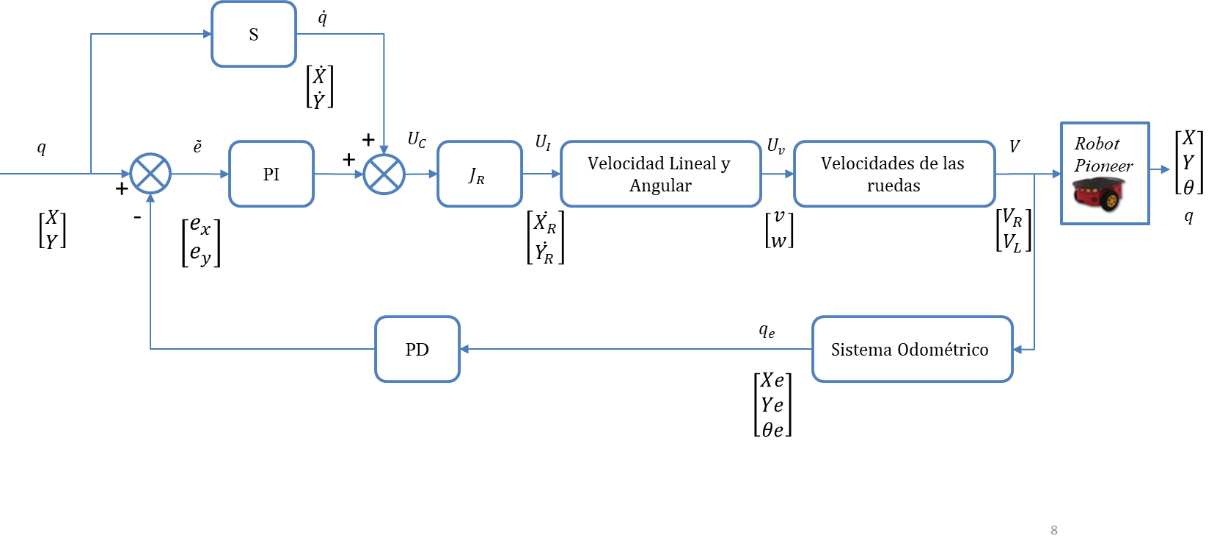 S
q̇
[Ẋ
Ẏ]
q
ẽ
PI
+
+
U_C
J_R
U_I
Velocidad Lineal y
Angular
U_v
Velocidades de las
ruedas
V
Robot
Pioneer
[X
Y
θ]
q
+
-
[X
Y]
[e_x
e_y]
[Ẋ_R
Ẏ_R]
[v
w]
[V_R
V_L]
PD
q_e
Sistema Odométrico
[Xe
Ye
θe]
8